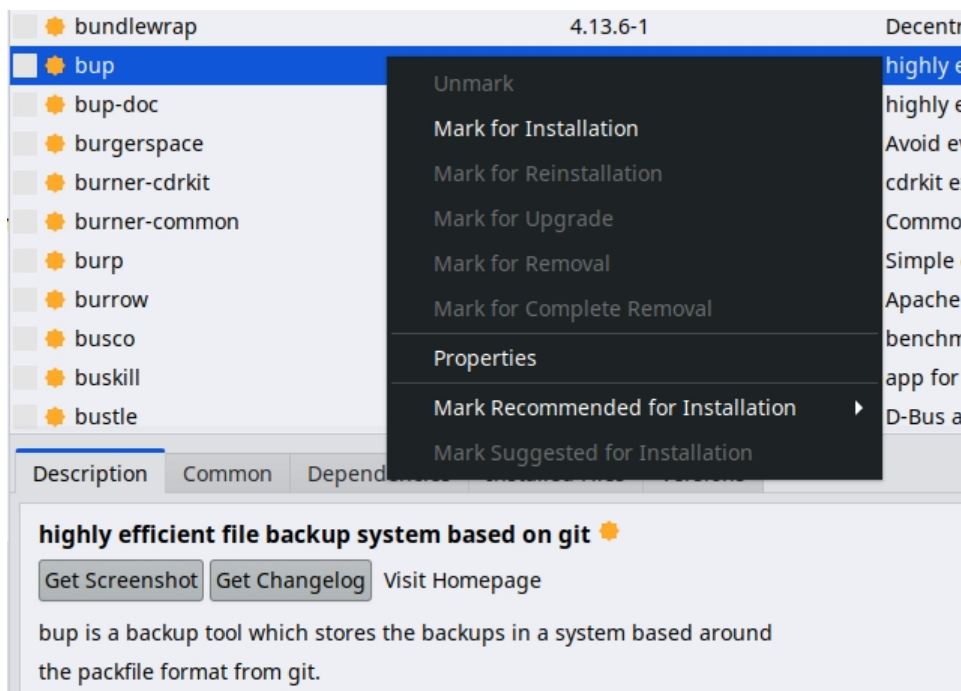 bundlewrap 4.13.6-1 Decentr
bup highly e
bup-doc highly e
burgerspace Avoid ev
burner-cdrkit cdrkit e
burner-common Commo
burp Simple
burrow Apache
busco benchm
buskill app for
bustle D-Bus a
Unmark
Mark for Installation
Mark for Reinstallation
Mark for Upgrade
Mark for Removal
Mark for Complete Removal
Properties
Mark Recommended for Installation
Mark Suggested for Installation
Description Common Dependencies Installed Files Versions
highly efficient file backup system based on git
Get Screenshot Get Changelog Visit Homepage
bup is a backup tool which stores the backups in a system based around
the packfile format from git.